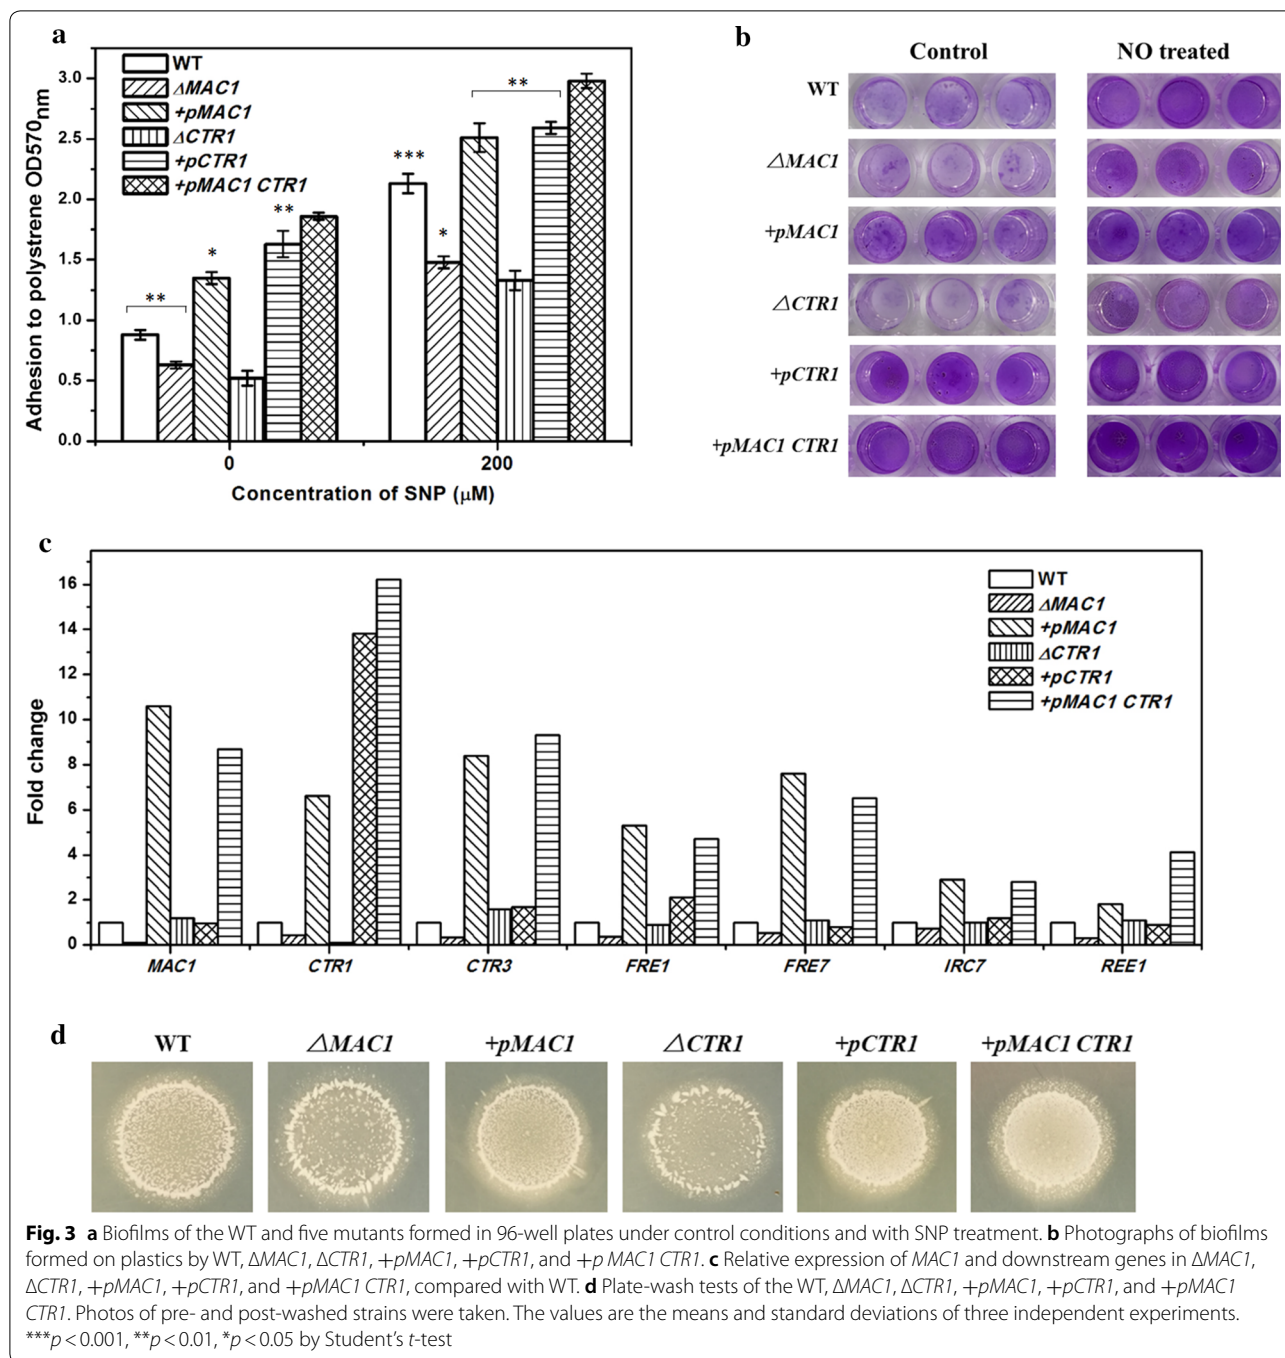 a
WT
ΔMAC1
+pMAC1
ΔCTR1
+pCTR1
+pMAC1 CTR1
Adhesion to polystrene OD570nm
3.0
2.5
2.0
1.5
1.0
0.5
0.0
**
*
**
***
*
**
0
200
Concentration of SNP (μM)
b
Control
NO treated
WT
△MAC1
+pMAC1
△CTR1
+pCTR1
+pMAC1 CTR1
c
Fold change
16
14
12
10
8
6
4
2
0
WT
ΔMAC1
+pMAC1
ΔCTR1
+pCTR1
+pMAC1 CTR1
MAC1
CTR1
CTR3
FRE1
FRE7
IRC7
REE1
d
WT
△MAC1
+pMAC1
△CTR1
+pCTR1
+pMAC1 CTR1
Fig. 3 a Biofilms of the WT and five mutants formed in 96-well plates under control conditions and with SNP treatment. b Photographs of biofilms
formed on plastics by WT, ΔMAC1, ΔCTR1, +pMAC1, +pCTR1, and +p MAC1 CTR1. c Relative expression of MAC1 and downstream genes in ΔMAC1,
ΔCTR1, +pMAC1, +pCTR1, and +pMAC1 CTR1, compared with WT. d Plate-wash tests of the WT, ΔMAC1, ΔCTR1, +pMAC1, +pCTR1, and +pMAC1
CTR1. Photos of pre- and post-washed strains were taken. The values are the means and standard deviations of three independent experiments.
***p < 0.001, **p < 0.01, *p < 0.05 by Student's t-test